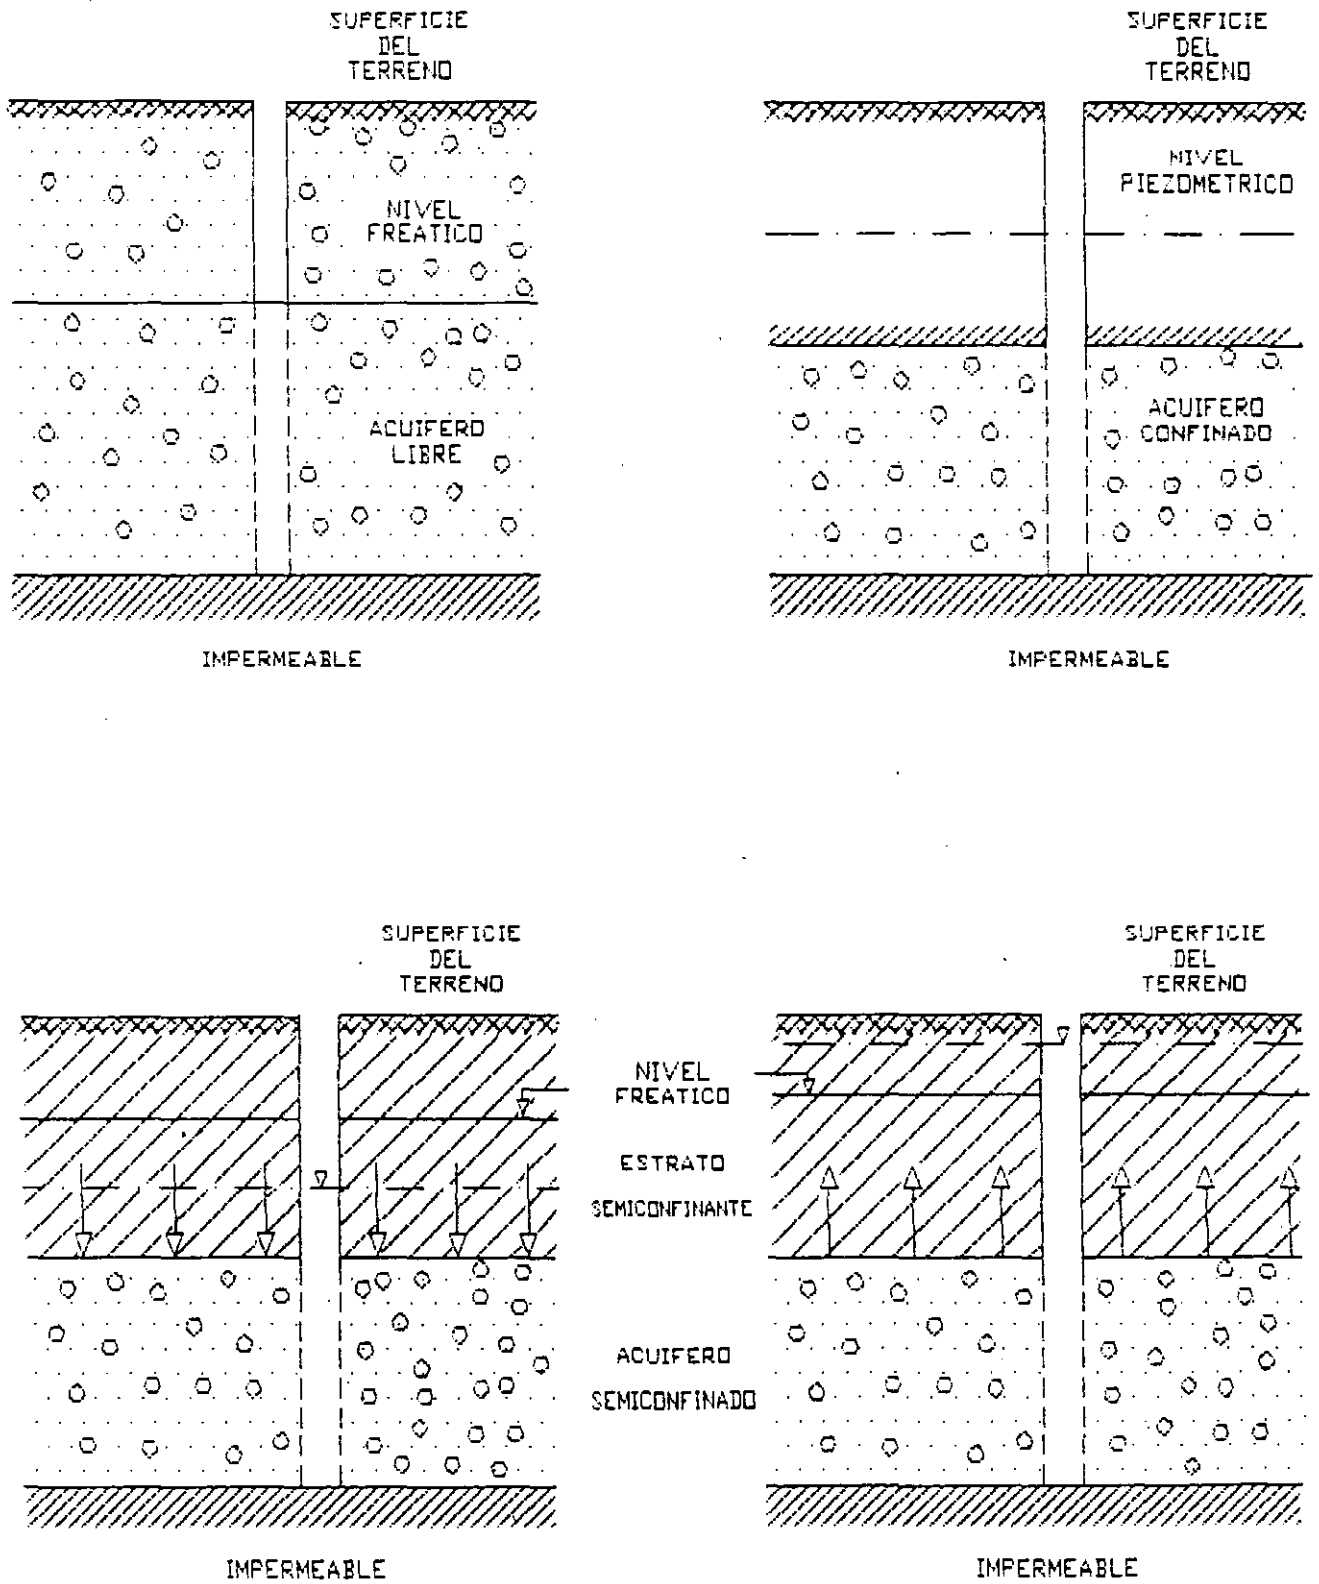 SUPERFICIE
DEL
TERRENO
NIVEL
FREATICO
ACUIFERO
LIBRE
IMPERMEABLE
SUPERFICIE
DEL
TERRENO
NIVEL
PIEZOMETRICO
ACUIFERO
CONFINADO
IMPERMEABLE
SUPERFICIE
DEL
TERRENO
NIVEL
FREATICO
ESTRATO
SEMICONFINANTE
ACUIFERO
SEMICONFINADO
IMPERMEABLE
SUPERFICIE
DEL
TERRENO
IMPERMEABLE